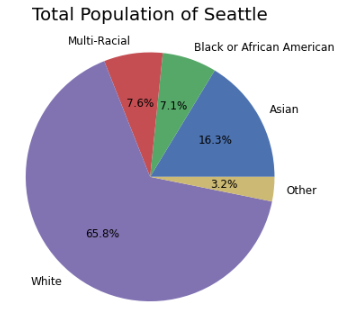 Total Population of Seattle
Multi-Racial
Black or African American
7.6%
7.1%
Asian
16.3%
3.2%
Other
65.8%
White